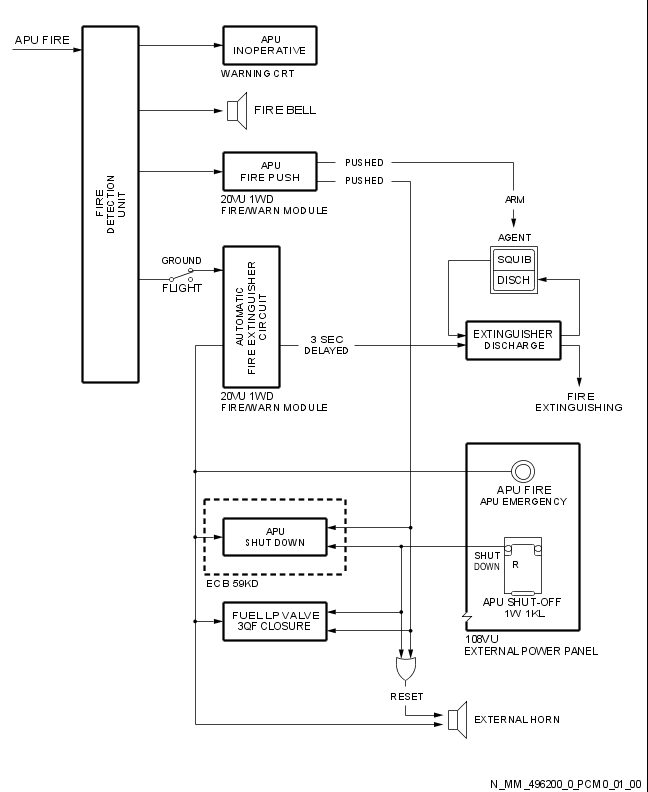 APU FIRE
APU
INOPERATIVE
WARNING CRT
FIRE BELL
FIRE
DETECTION
UNIT
APU
FIRE PUSH
20VU 1WD
FIRE/WARN MODULE
PUSHED
PUSHED
ARM
AGENT
SQUIB
DISCH
GROUND
FLIGHT
AUTOMATIC
FIRE EXTINGUISHER
CIRCUIT
20VU 1WD
FIRE/WARN MODULE
3 SEC
DELAYED
EXTINGUISHER
DISCHARGE
FIRE
EXTINGUISHING
APU FIRE
APU EMERGENCY
APU
SHUT DOWN
ECB 59KD
SHUT
DOWN
R
APU SHUT-OFF
1W 1KL
FUEL LP VALVE
3QF CLOSURE
108VU
EXTERNAL POWER PANEL
RESET
EXTERNAL HORN
N_MM_496200_0_PCM0_01_00